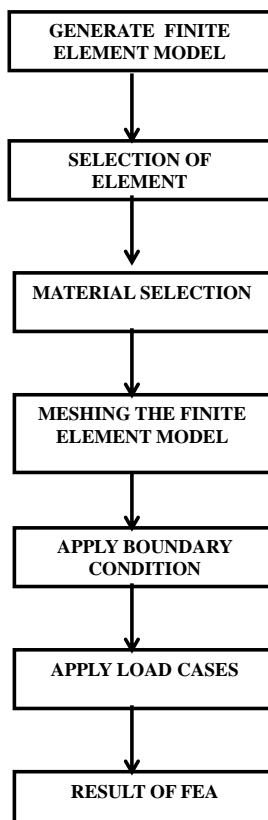 GENERATE FINITE
ELEMENT MODEL
SELECTION OF
ELEMENT
MATERIAL SELECTION
MESHING THE FINITE
ELEMENT MODEL
APPLY BOUNDARY
CONDITION
APPLY LOAD CASES
RESULT OF FEA